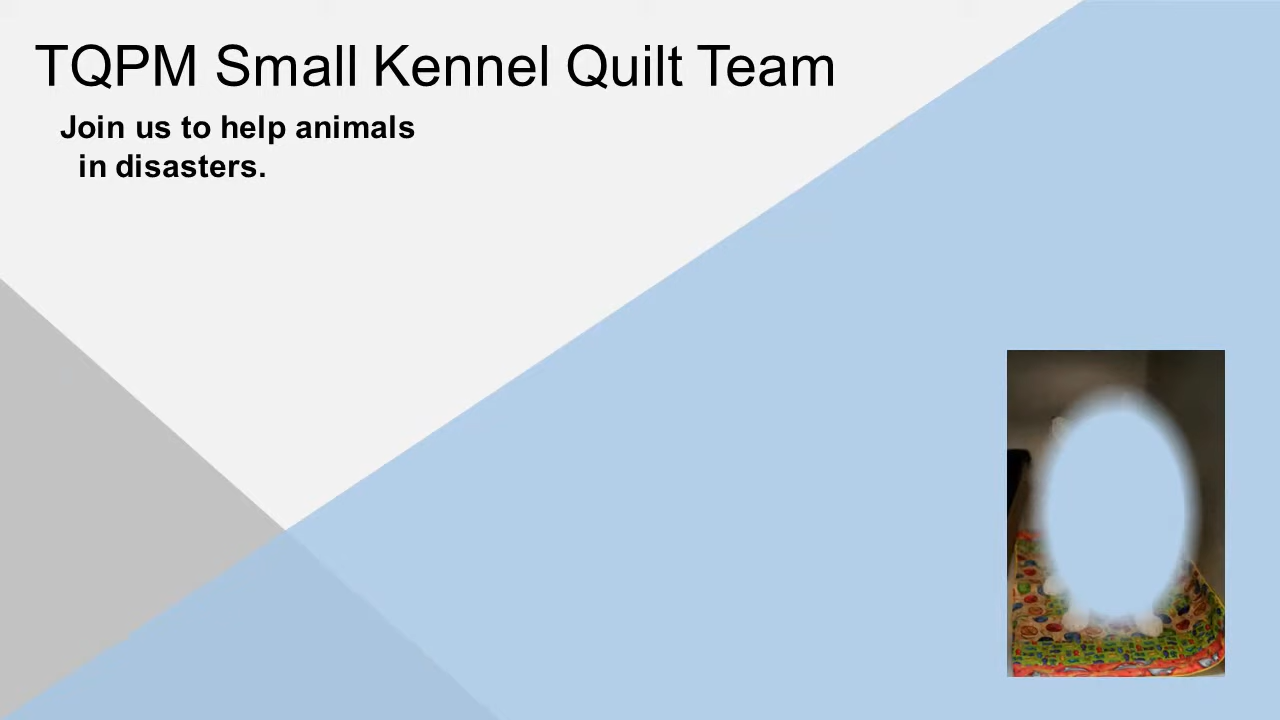 TQPM Small Kennel Quilt Team
Join us to help animals
in disasters.